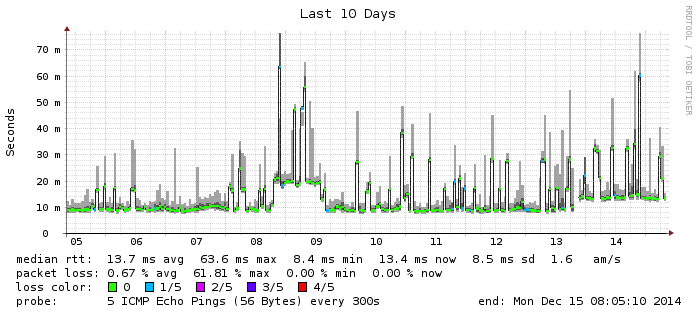 Last 10 Days
RRDTOOL / TOBI OETIKER
Seconds
70 m
60 m
50 m
40 m
30 m
20 m
10 m
0
05 06 07 08 09 10 11 12 13 14
median rtt: 13.7 ms avg 63.6 ms max 8.4 ms min 13.4 ms now 8.5 ms sd 1.6 am/s
packet loss: 0.67 % avg 61.81 % max 0.00 % min 0.00 % now
loss color: 0 1/5 2/5 3/5 4/5
probe: 5 ICMP Echo Pings (56 Bytes) every 300s end: Mon Dec 15 08:05:10 2014